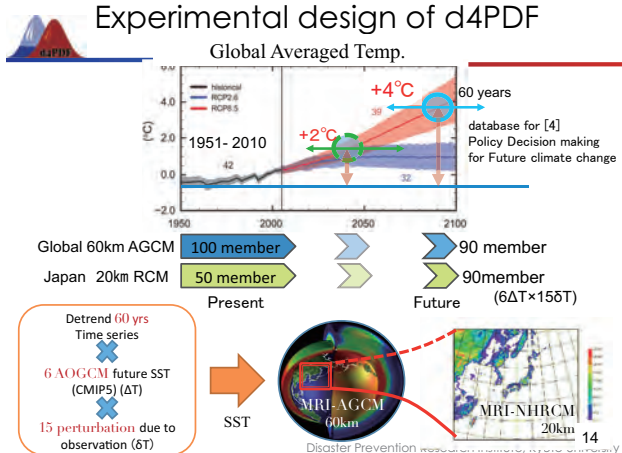 Experimental design of d4PDF
d4PDF
Global Averaged Temp.
6.0
historical
RCP2.6
RCP8.5
+4℃
60 years
4.0
39
+2℃
(°C)
2.0
1951- 2010
database for [4]
Policy Decision making
for Future climate change
42
0.0
32
−2.0
1950
2000
2050
2100
Global 60km AGCM
100 member
90 member
Japan 20km RCM
50 member
90member
Present
Future
(6ΔT×15δT)
Detrend 60 yrs
Time series
6 AOGCM future SST
(CMIP5) (ΔT)
15 perturbation due to
observation (δT)
SST
MRI-AGCM
60km
MRI-NHRCM
20km
14
Disaster Prevention Research Institute, Kyoto University